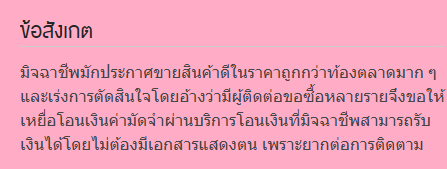 ข้อสังเกต
มิจฉาชีพมักประกาศขายสินค้าดีในราคาถูกกว่าท้องตลาดมาก ๆ
และเร่งการตัดสินใจโดยอ้างว่ามีผู้ติดต่อขอซื้อหลายรายจึงขอให้
เหยื่อโอนเงินค่ามัดจำผ่านบริการโอนเงินที่มิจฉาชีพสามารถรับ
เงินได้โดยไม่ต้องมีเอกสารแสดงตน เพราะยากต่อการติดตาม